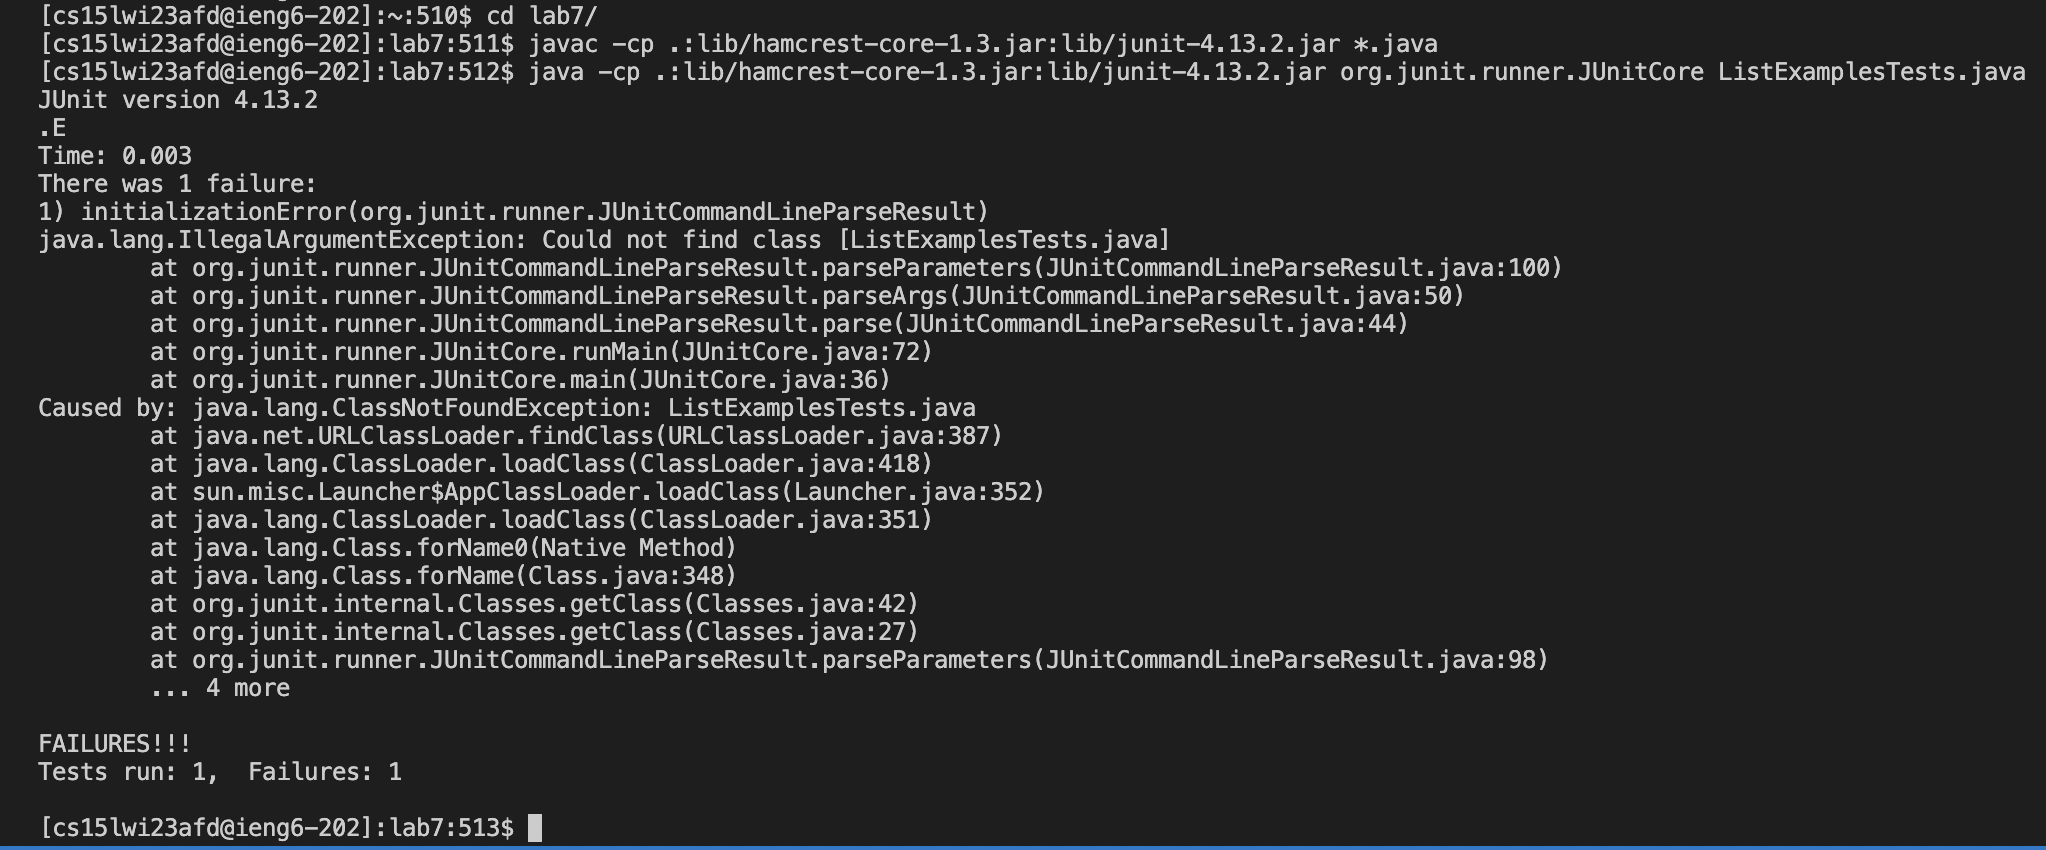 [cs15lwi23afd@ieng6-202]:~:510$ cd lab7/
[cs15lwi23afd@ieng6-202]:lab7:511$ javac -cp .:lib/hamcrest-core-1.3.jar:lib/junit-4.13.2.jar *.java
[cs15lwi23afd@ieng6-202]:lab7:512$ java -cp .:lib/hamcrest-core-1.3.jar:lib/junit-4.13.2.jar org.junit.runner.JUnitCore ListExamplesTests.java
JUnit version 4.13.2
.E
Time: 0.003
There was 1 failure:
1) initializationError(org.junit.runner.JUnitCommandLineParseResult)
java.lang.IllegalArgumentException: Could not find class [ListExamplesTests.java]
        at org.junit.runner.JUnitCommandLineParseResult.parseParameters(JUnitCommandLineParseResult.java:100)
        at org.junit.runner.JUnitCommandLineParseResult.parseArgs(JUnitCommandLineParseResult.java:50)
        at org.junit.runner.JUnitCommandLineParseResult.parse(JUnitCommandLineParseResult.java:44)
        at org.junit.runner.JUnitCore.runMain(JUnitCore.java:72)
        at org.junit.runner.JUnitCore.main(JUnitCore.java:36)
Caused by: java.lang.ClassNotFoundException: ListExamplesTests.java
        at java.net.URLClassLoader.findClass(URLClassLoader.java:387)
        at java.lang.ClassLoader.loadClass(ClassLoader.java:418)
        at sun.misc.Launcher$AppClassLoader.loadClass(Launcher.java:352)
        at java.lang.ClassLoader.loadClass(ClassLoader.java:351)
        at java.lang.Class.forName0(Native Method)
        at java.lang.Class.forName(Class.java:348)
        at org.junit.internal.Classes.getClass(Classes.java:42)
        at org.junit.internal.Classes.getClass(Classes.java:27)
        at org.junit.runner.JUnitCommandLineParseResult.parseParameters(JUnitCommandLineParseResult.java:98)
        ... 4 more

FAILURES!!!
Tests run: 1,  Failures: 1

[cs15lwi23afd@ieng6-202]:lab7:513$